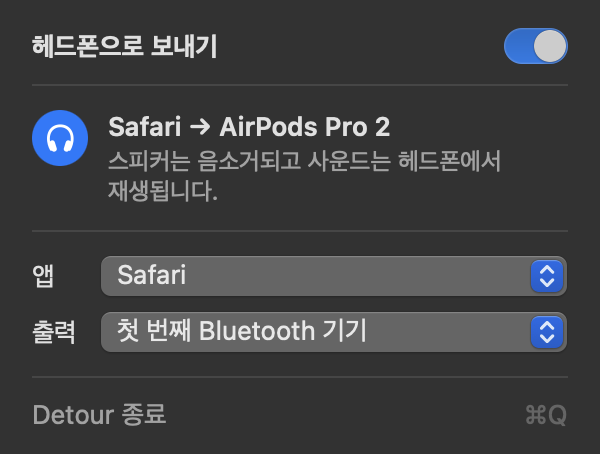 헤드폰으로 보내기
Safari → AirPods Pro 2
스피커는 음소거되고 사운드는 헤드폰에서
재생됩니다.
앱 Safari
출력 첫 번째 Bluetooth 기기
Detour 종료 ⌘Q